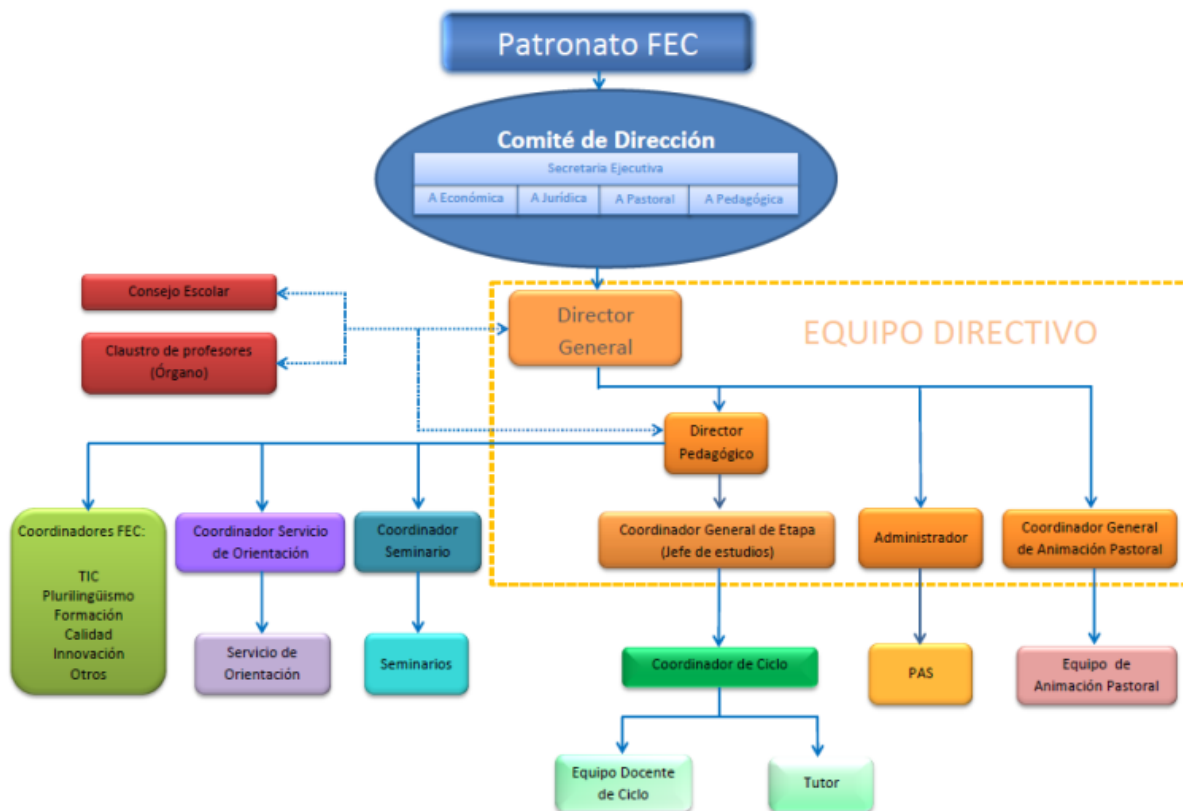 Patronato FEC
Comité de Dirección
Secretaria Ejecutiva
A Económica
A Jurídica
A Pastoral
A Pedagógica
Consejo Escolar
Claustro de profesores
(Órgano)
Director
General
EQUIPO DIRECTIVO
Director
Pedagógico
Coordinadores FEC:
TIC
Plurilingüismo
Formación
Calidad
Innovación
Otros
Coordinador Servicio
de Orientación
Coordinador
Seminario
Coordinador General de Etapa
(Jefe de estudios)
Administrador
Coordinador General
de Animación Pastoral
Servicio de
Orientación
Seminarios
Coordinador de Ciclo
PAS
Equipo de
Animación Pastoral
Equipo Docente
de Ciclo
Tutor